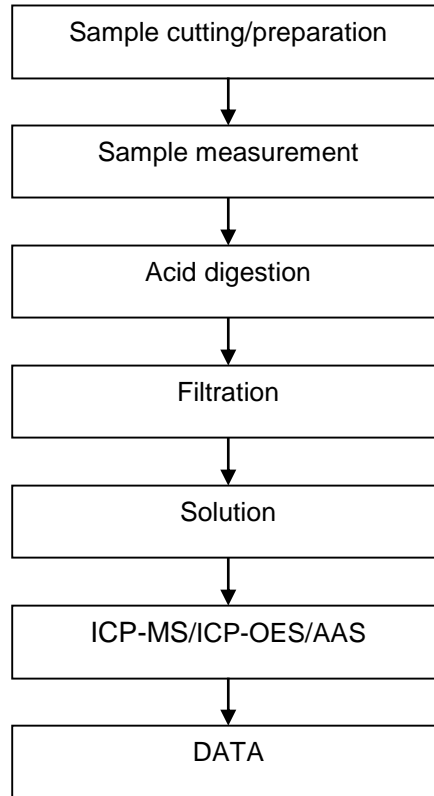 Sample cutting/preparation
Sample measurement
Acid digestion
Filtration
Solution
ICP-MS/ICP-OES/AAS
DATA